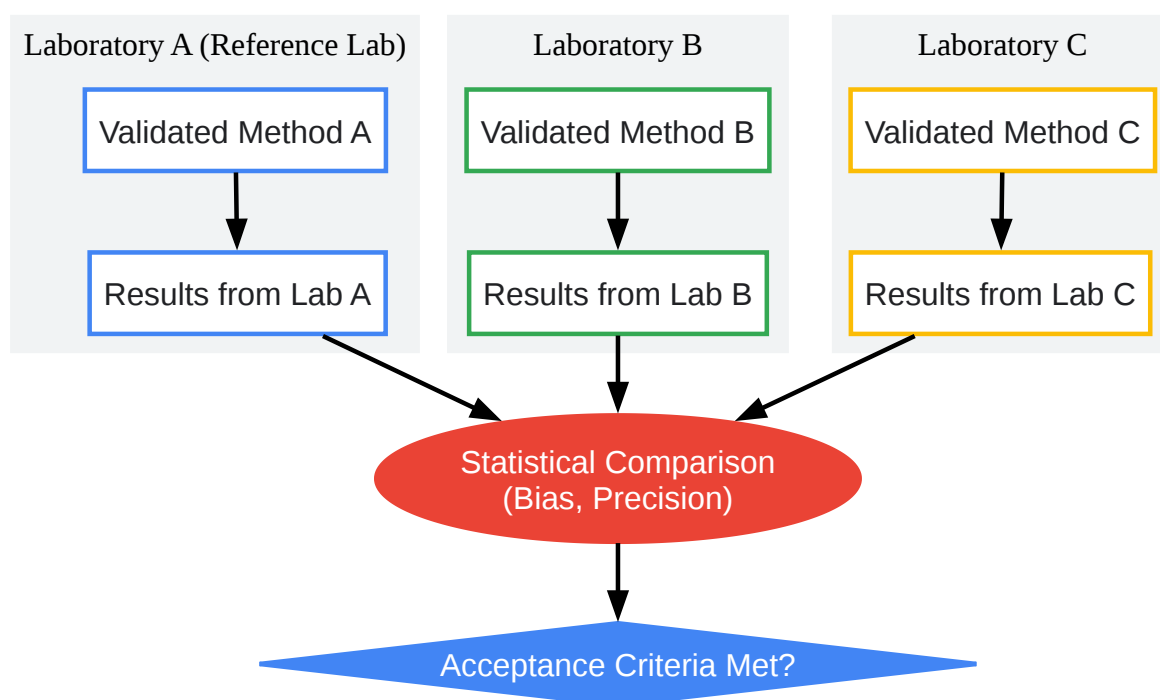 Laboratory A (Reference Lab)
Laboratory B
Laboratory C
Validated Method A
Validated Method B
Validated Method C
Results from Lab A
Results from Lab B
Results from Lab C
Statistical Comparison
(Bias, Precision)
Acceptance Criteria Met?